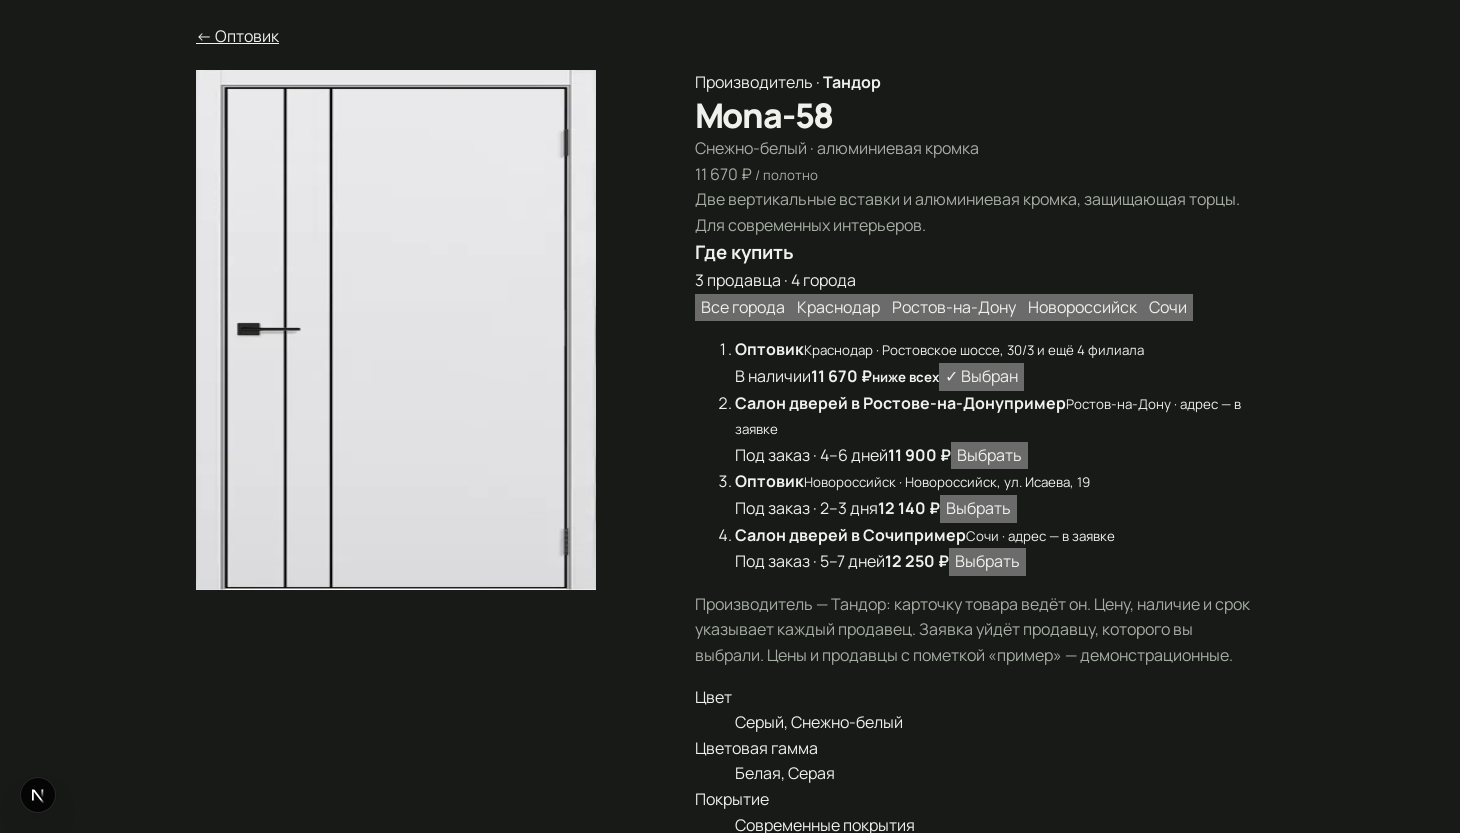 ← Оптовик
Производитель · Тандор
Mona-58
Снежно-белый · алюминиевая кромка
11 670 ₽ / полотно
Две вертикальные вставки и алюминиевая кромка, защищающая торцы.
Для современных интерьеров.
Где купить
3 продавца · 4 города
Все города Краснодар Ростов-на-Дону Новороссийск Сочи
1. ОптовикКраснодар · Ростовское шоссе, 30/3 и ещё 4 филиала
В наличии11 670 ₽ниже всех✓ Выбран
2. Салон дверей в Ростове-на-ДонупримерРостов-на-Дону · адрес — в
заявке
Под заказ · 4–6 дней11 900 ₽Выбрать
3. ОптовикНовороссийск · Новороссийск, ул. Исаева, 19
Под заказ · 2–3 дня12 140 ₽Выбрать
4. Салон дверей в СочипримерСочи · адрес — в заявке
Под заказ · 5–7 дней12 250 ₽Выбрать
Производитель — Тандор: карточку товара ведёт он. Цену, наличие и срок
указывает каждый продавец. Заявка уйдёт продавцу, которого вы
выбрали. Цены и продавцы с пометкой «пример» — демонстрационные.
Цвет
Серый, Снежно-белый
Цветовая гамма
Белая, Серая
Покрытие
Современные покрытия
N